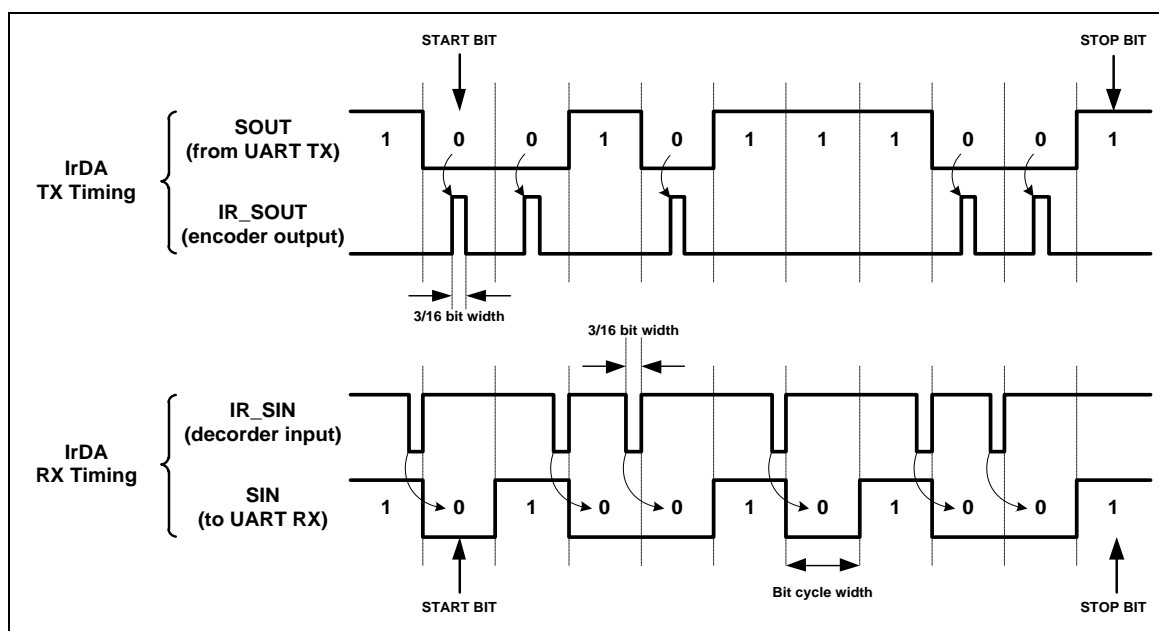 START BIT
STOP BIT
SOUT
(from UART TX)
1 0 0 1 0 1 1 1 0 0 1
IrDA
TX Timing
IR_SOUT
(encoder output)
3/16 bit width
3/16 bit width
IR_SIN
(decorder input)
IrDA
RX Timing
SIN
(to UART RX)
1 0 1 0 0 1 0 1 0 0 1
Bit cycle width
START BIT
STOP BIT